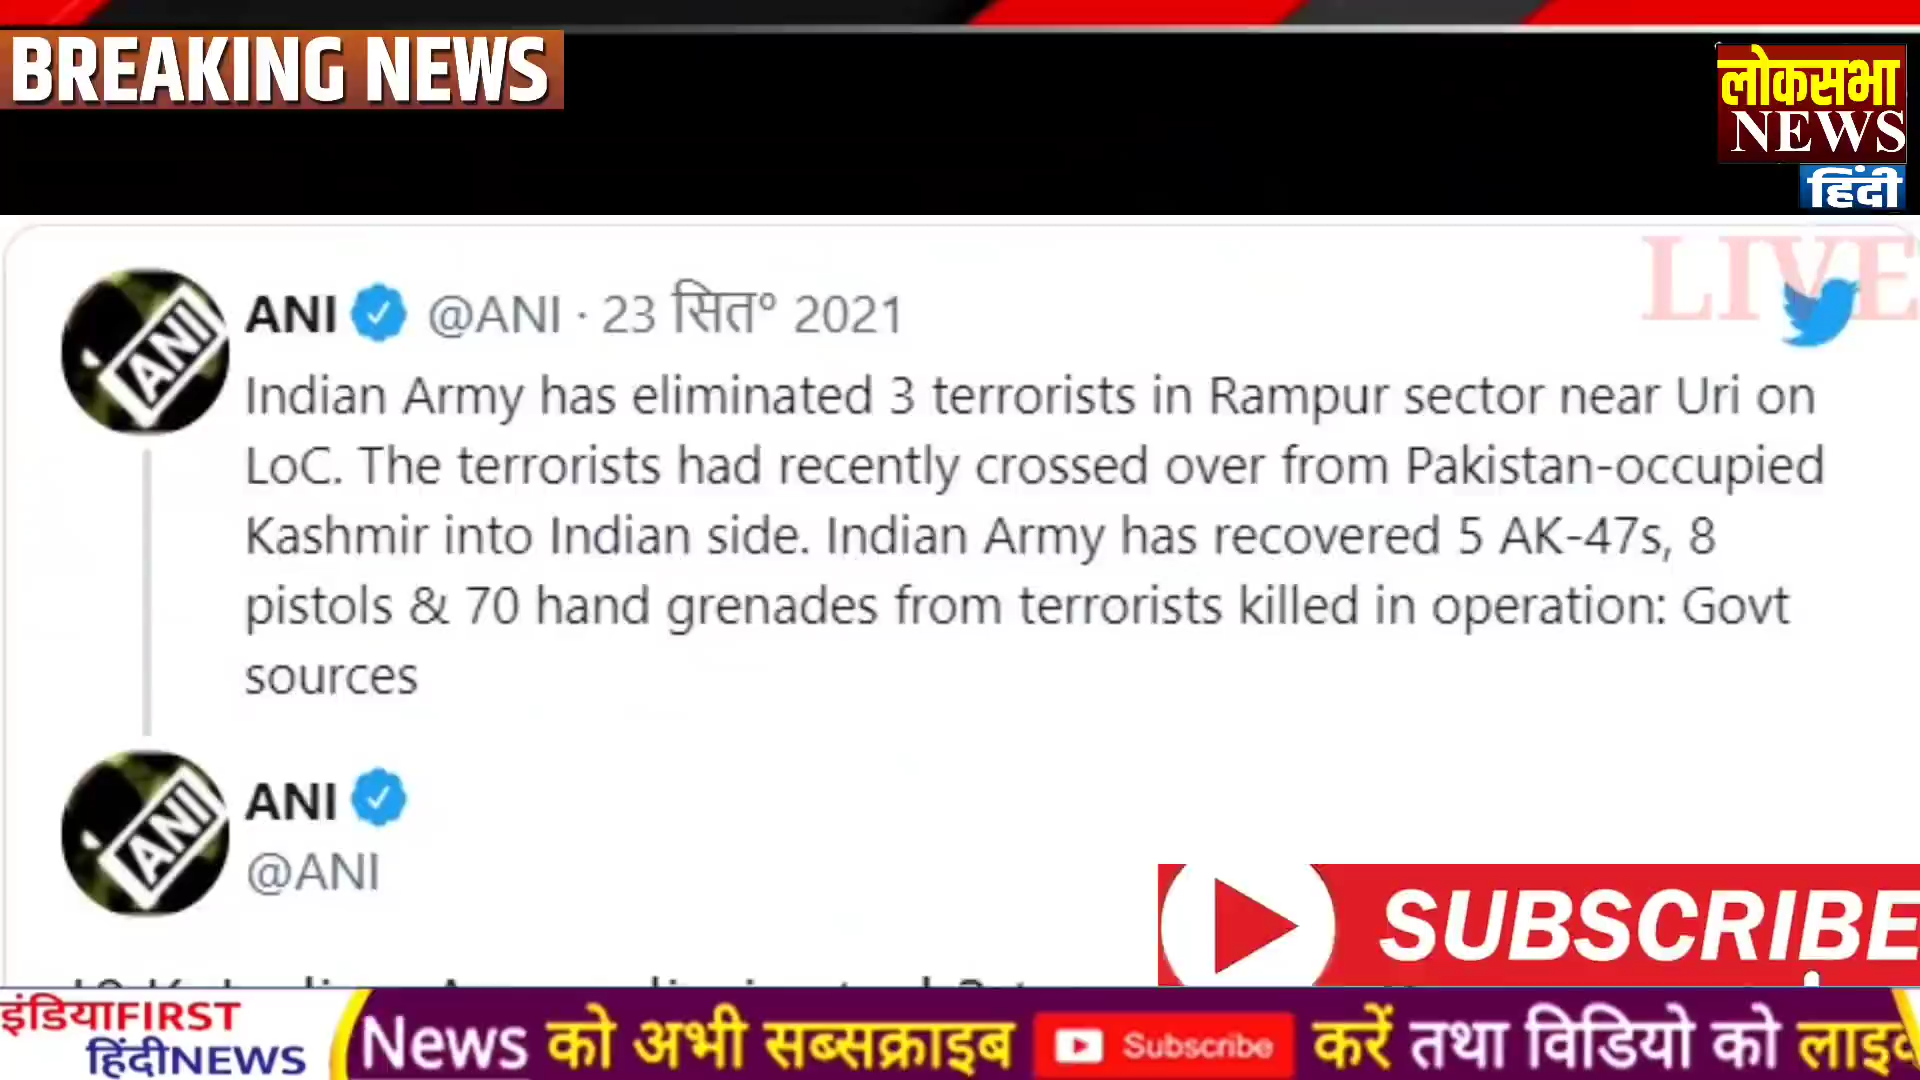 BREAKING NEWS
लोकसभा
NEWS
हिंदी
LIVE
ANI @ANI · 23 सित॰ 2021
Indian Army has eliminated 3 terrorists in Rampur sector near Uri on
LoC. The terrorists had recently crossed over from Pakistan-occupied
Kashmir into Indian side. Indian Army has recovered 5 AK-47s, 8
pistols & 70 hand grenades from terrorists killed in operation: Govt
sources
ANI
@ANI
SUBSCRIBE
इंडियाFIRST
हिंदीNEWS
News को अभी सब्सक्राइब Subscribe करें तथा विडियो को